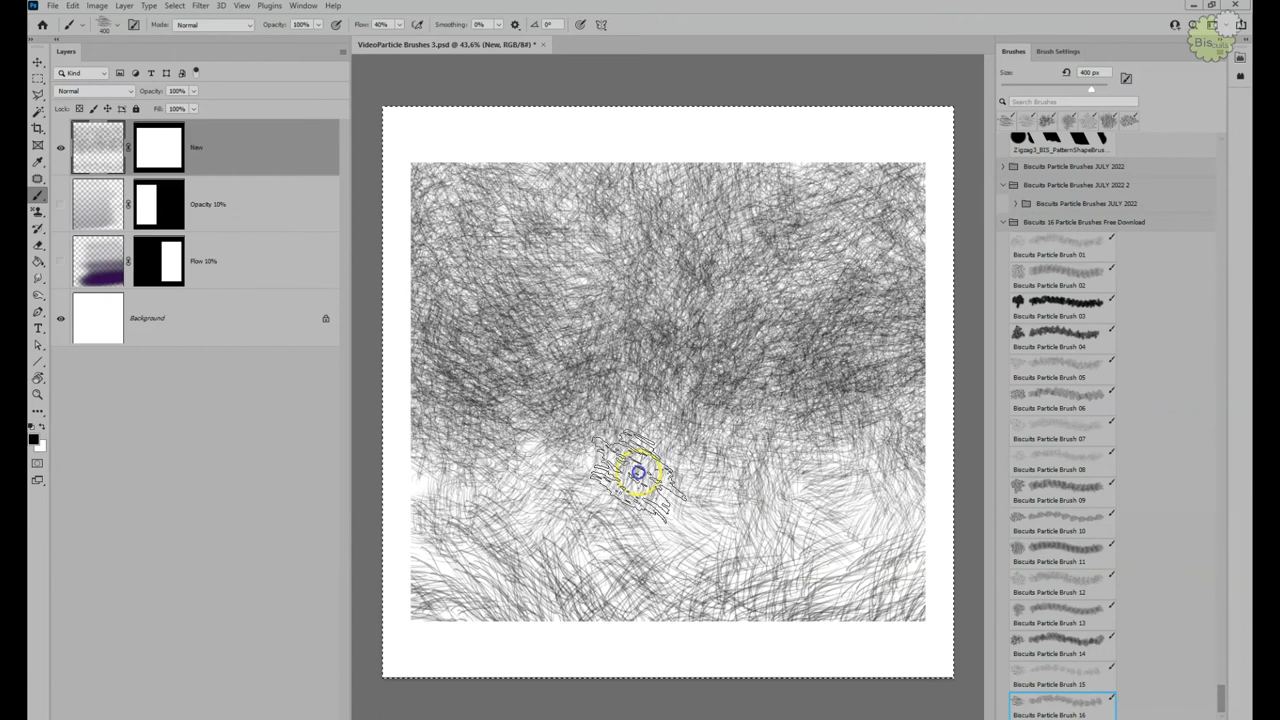 Ps File Edit Image Layer Type Select Filter 3D View Plugins Window Help
400 Mode: Normal Opacity: 100% Flow: 40% Smoothing: 0% 0°
Biscuits
Layers
VideoParticle Brushes 3.psd @ 43,6% (New, RGB/8#) * ×
Brushes Brush Settings
Kind
Size: 400 px
Normal Opacity: 100%
Search Brushes
Lock: Fill: 100%
New
Opacity 10%
Flow 10%
Background
Zigzag3_BIS_PatternShapeBrus...
Biscuits Particle Brushes JULY 2022
Biscuits Particle Brushes JULY 2022 2
Biscuits Particle Brushes JULY 2022
Biscuits 16 Particle Brushes Free Download
Biscuits Particle Brush 01
Biscuits Particle Brush 02
Biscuits Particle Brush 03
Biscuits Particle Brush 04
Biscuits Particle Brush 05
Biscuits Particle Brush 06
Biscuits Particle Brush 07
Biscuits Particle Brush 08
Biscuits Particle Brush 09
Biscuits Particle Brush 10
Biscuits Particle Brush 11
Biscuits Particle Brush 12
Biscuits Particle Brush 13
Biscuits Particle Brush 14
Biscuits Particle Brush 15
Biscuits Particle Brush 16